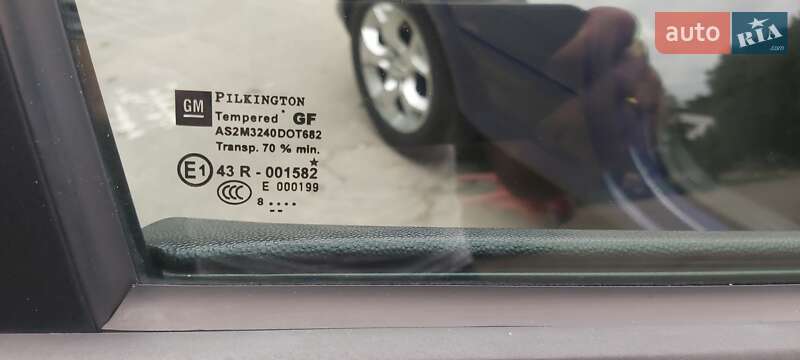 auto RIA.com
GM PILKINGTON
Tempered GF
AS2M3240DOT682
Transp. 70 % min.
E1 43 R - 001582
CCC E 000199
8 ....
--